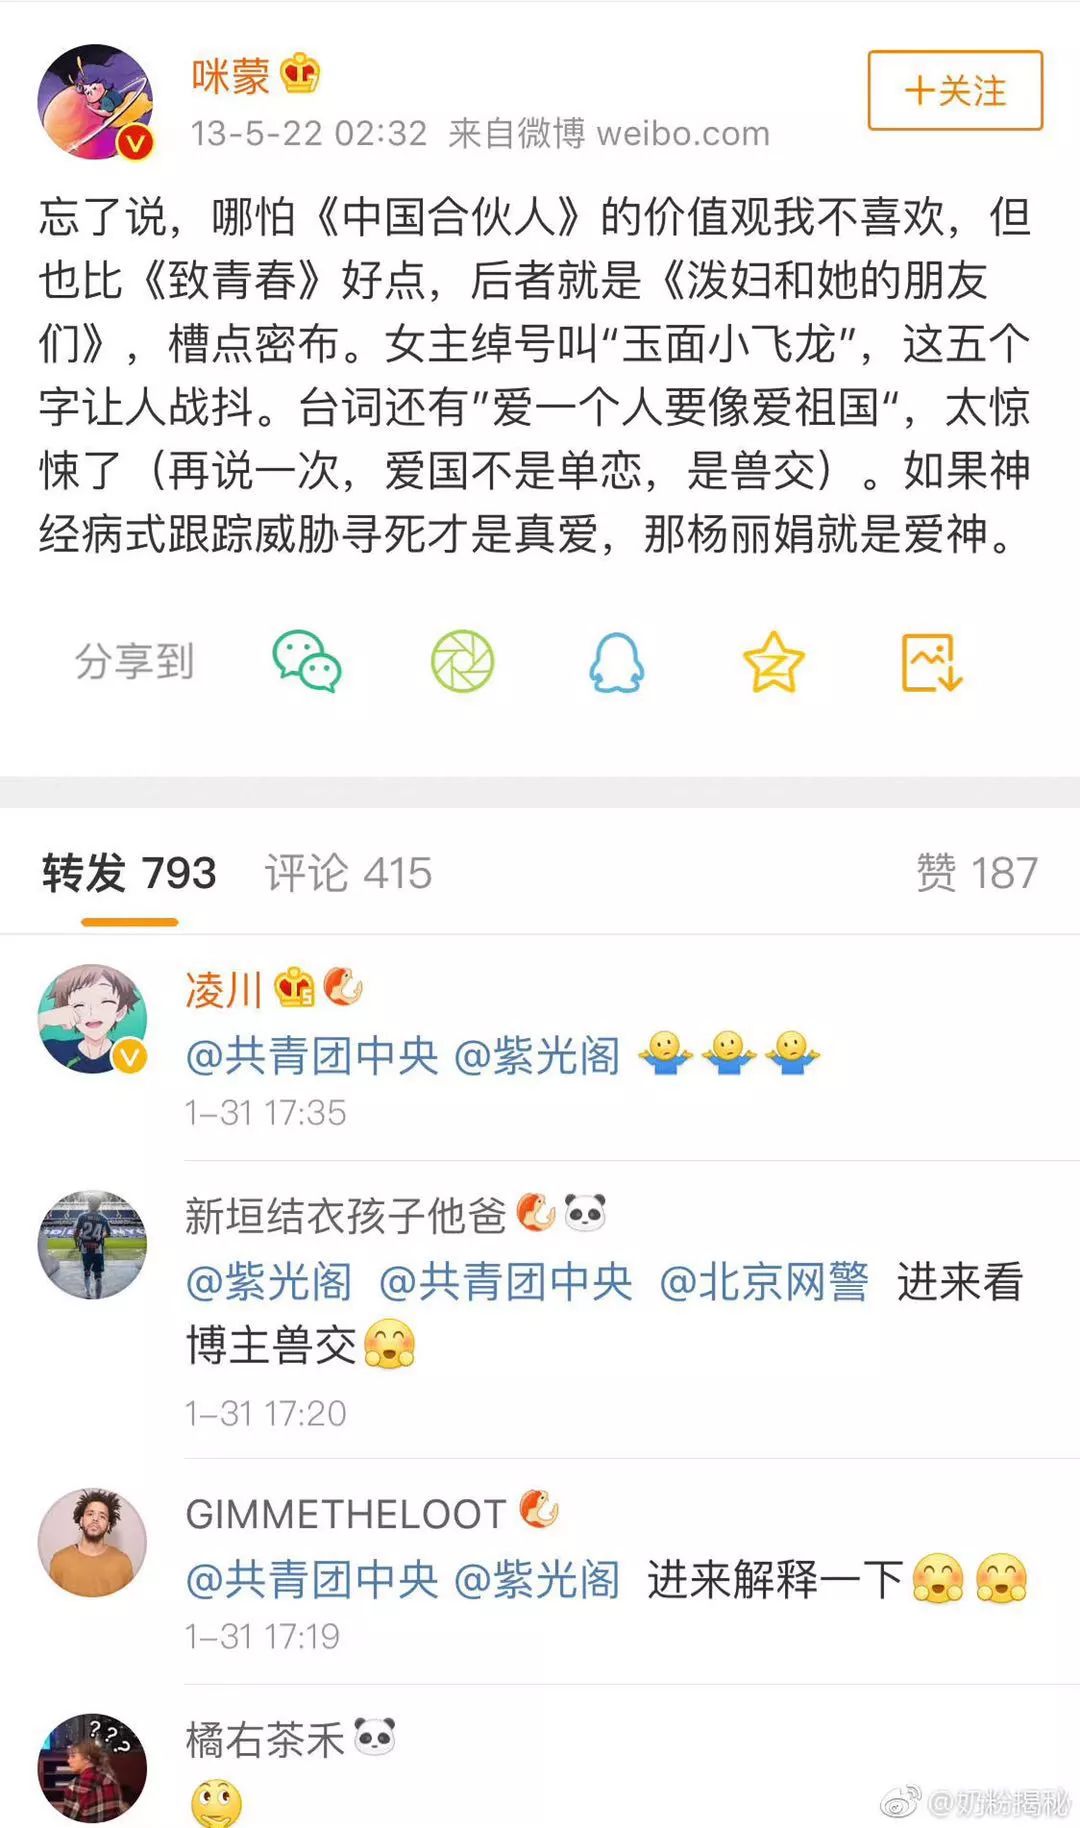 咪蒙
13-5-22 02:32 来自微博 weibo.com
十关注
忘了说，哪怕《中国合伙人》的价值观我不喜欢，但
也比《致青春》好点，后者就是《泼妇和她的朋友
们》，槽点密布。女主绰号叫“玉面小飞龙”，这五个
字让人战抖。台词还有”爱一个人要像爱祖国“，太惊
悚了（再说一次，爱国不是单恋，是兽交）。如果神
经病式跟踪威胁寻死才是真爱，那杨丽娟就是爱神。
分享到
转发 793 评论 415 赞 187
凌川
@共青团中央 @紫光阁 🤷🤷🤷
1-31 17:35
新垣结衣孩子他爸
@紫光阁 @共青团中央 @北京网警 进来看
博主兽交🤗
1-31 17:20
GIMMETHELOOT
@共青团中央 @紫光阁 进来解释一下🤗🤗
1-31 17:19
???
橘右茶禾
@奶粉揭秘